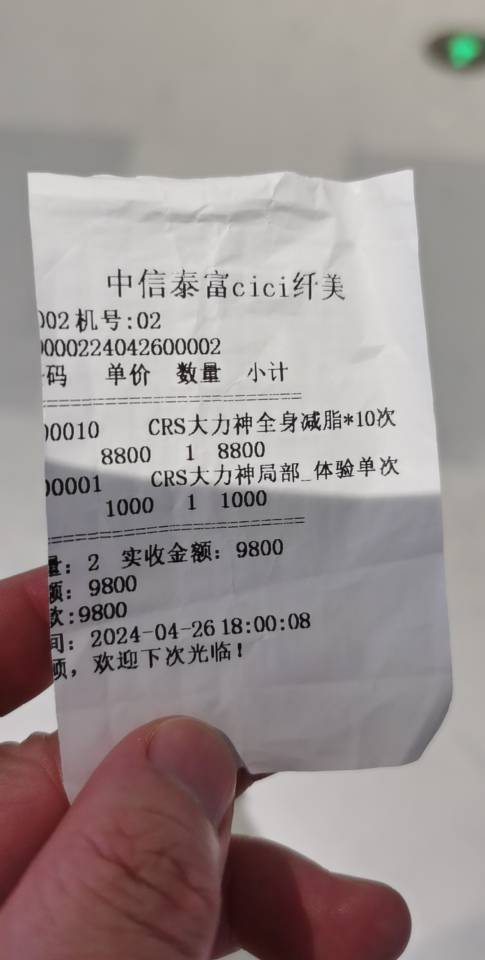 中信泰富cici纤美
002机号:02
0000224042600002
码 单价 数量 小计
00010 CRS大力神全身减脂*10次
8800 1 8800
00001 CRS大力神局部_体验单次
1000 1 1000
量: 2 实收金额: 9800
额: 9800
款:9800
间: 2024-04-26 18:00:08
顾, 欢迎下次光临!